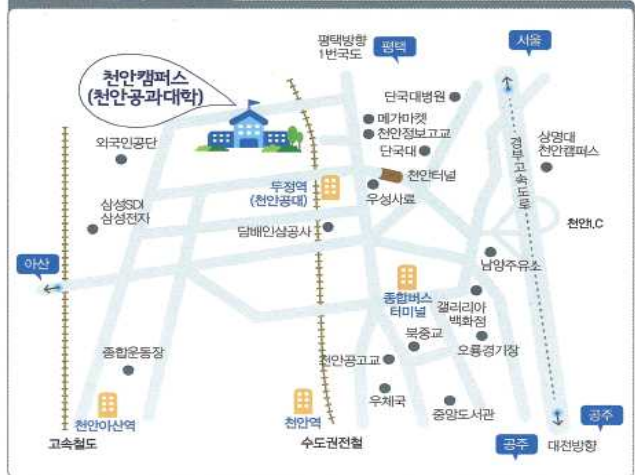 평택방향
1번국도
평택
서울
천안캠퍼스
(천안공과대학)
단국대병원
메가마켓
천안정보고교
단국대
외국인공단
경부고속도로
상명대
천안캠퍼스
천안터널
두정역
(천안공대)
우성사료
삼성SDI
삼성전자
담배인삼공사
천안I.C
아산
남양주유소
종합버스
터미널
갤러리아
백화점
북중교
오룡경기장
종합운동장
천안공고교
우체국
중앙도서관
천안아산역
천안역
고속철도
수도권전철
공주
대전방향
공주